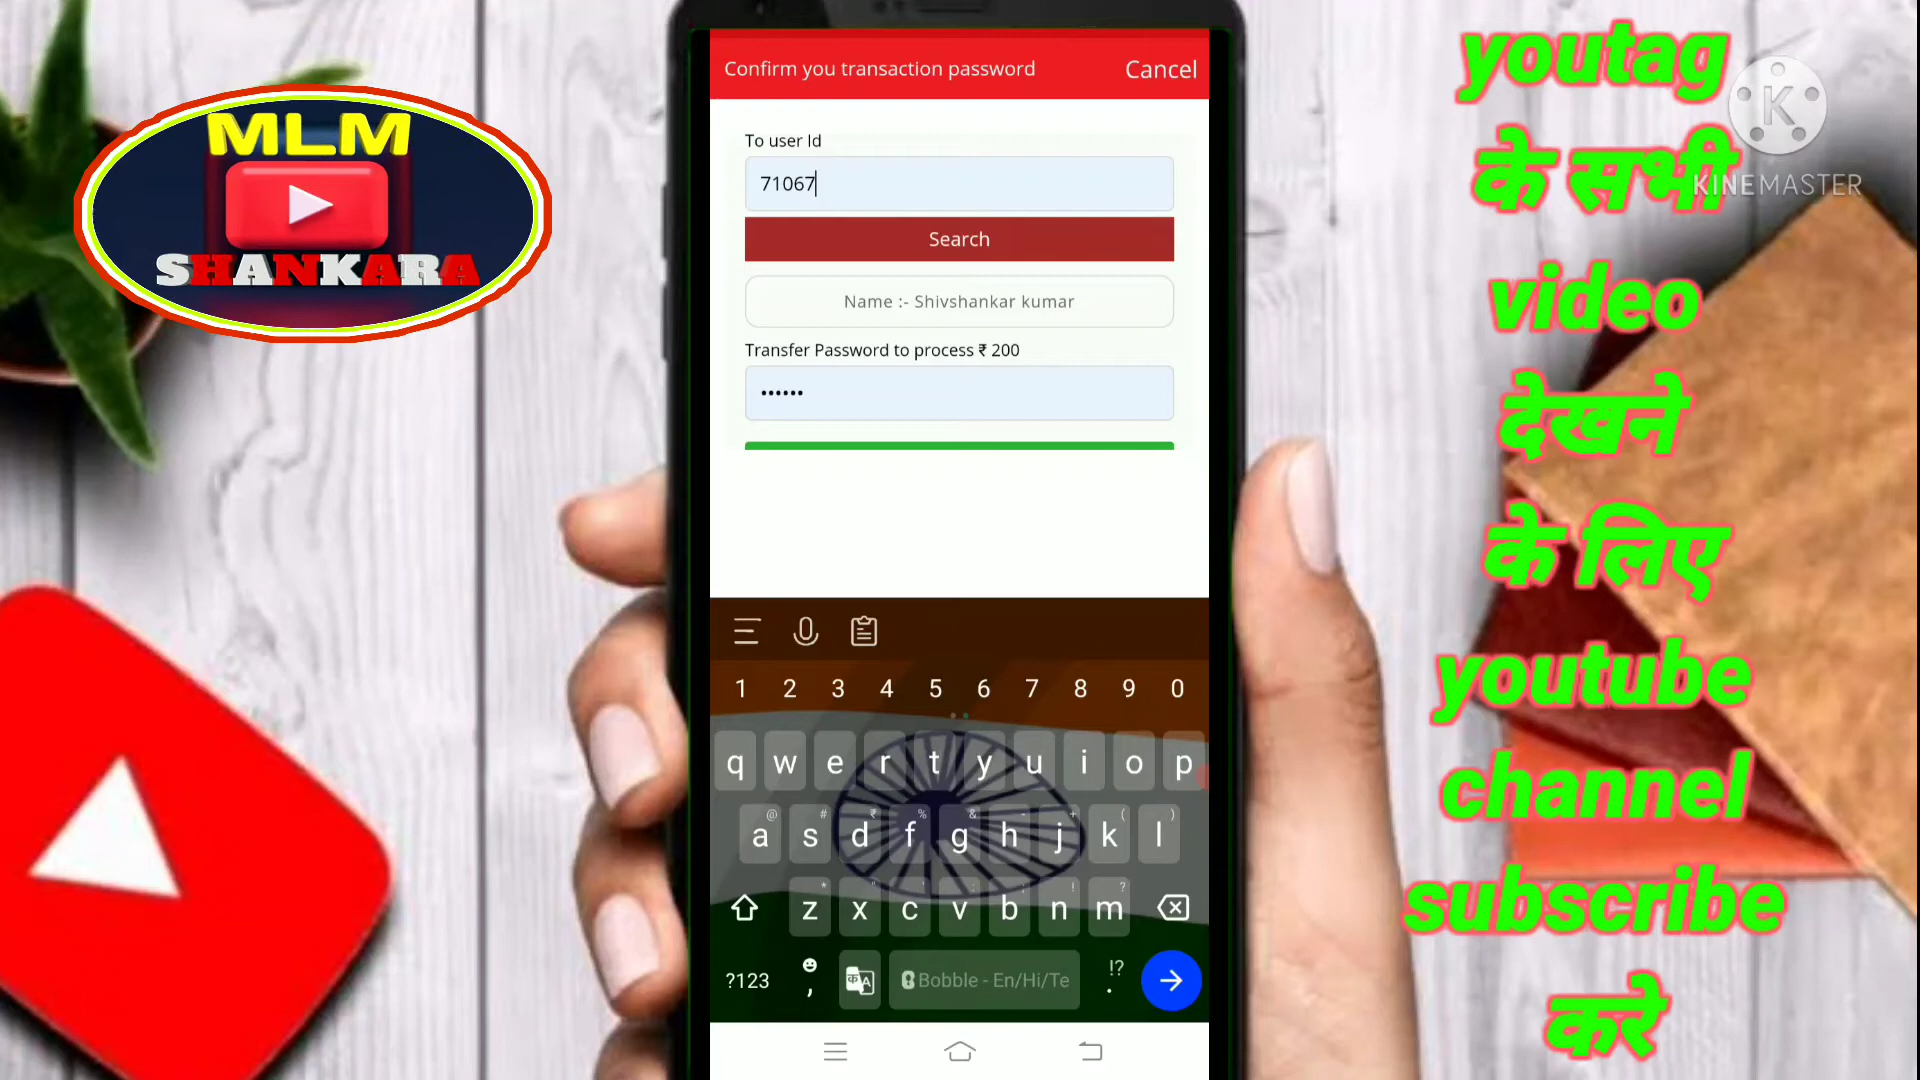 MLM
SHANKARA
Confirm you transaction password
Cancel
To user Id
71067
Search
Name :- Shivshankar kumar
Transfer Password to process ₹ 200
••••••
1 2 3 4 5 6 7 8 9 0
q w e r t y u i o p
@ # ₹ % & - + ( )
a s d f g h j k l
* " ' : ; ! ?
z x c v b n m
?123 , क A Bobble - En/Hi/Te !? .
youtag
के सभी
video
देखने
के लिए
youtube
channel
subscribe
करे
K
KINEMASTER